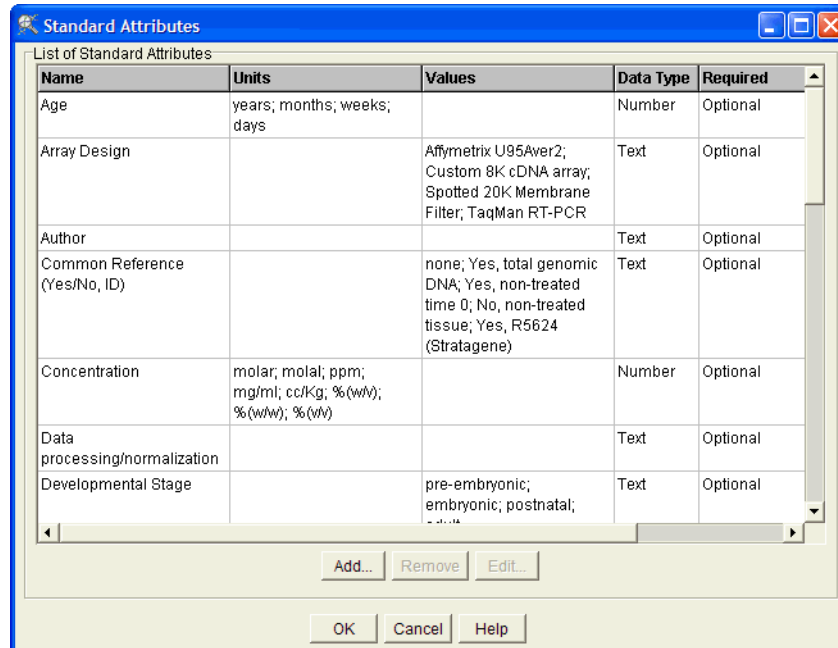 Standard Attributes
List of Standard Attributes
Name Units Values Data Type Required
Age years; months; weeks; Number Optional
days
Array Design Affymetrix U95Aver2; Text Optional
Custom 8K cDNA array;
Spotted 20K Membrane
Filter; TaqMan RT-PCR
Author Text Optional
Common Reference none; Yes, total genomic Text Optional
(Yes/No, ID) DNA; Yes, non-treated
time 0; No, non-treated
tissue; Yes, R5624
(Stratagene)
Concentration molar; molal; ppm; Number Optional
mg/ml; cc/Kg; %(w/v);
%(w/w); %(v/v)
Data Text Optional
processing/normalization
Developmental Stage pre-embryonic; Text Optional
embryonic; postnatal;
Add... Remove Edit...
OK Cancel Help